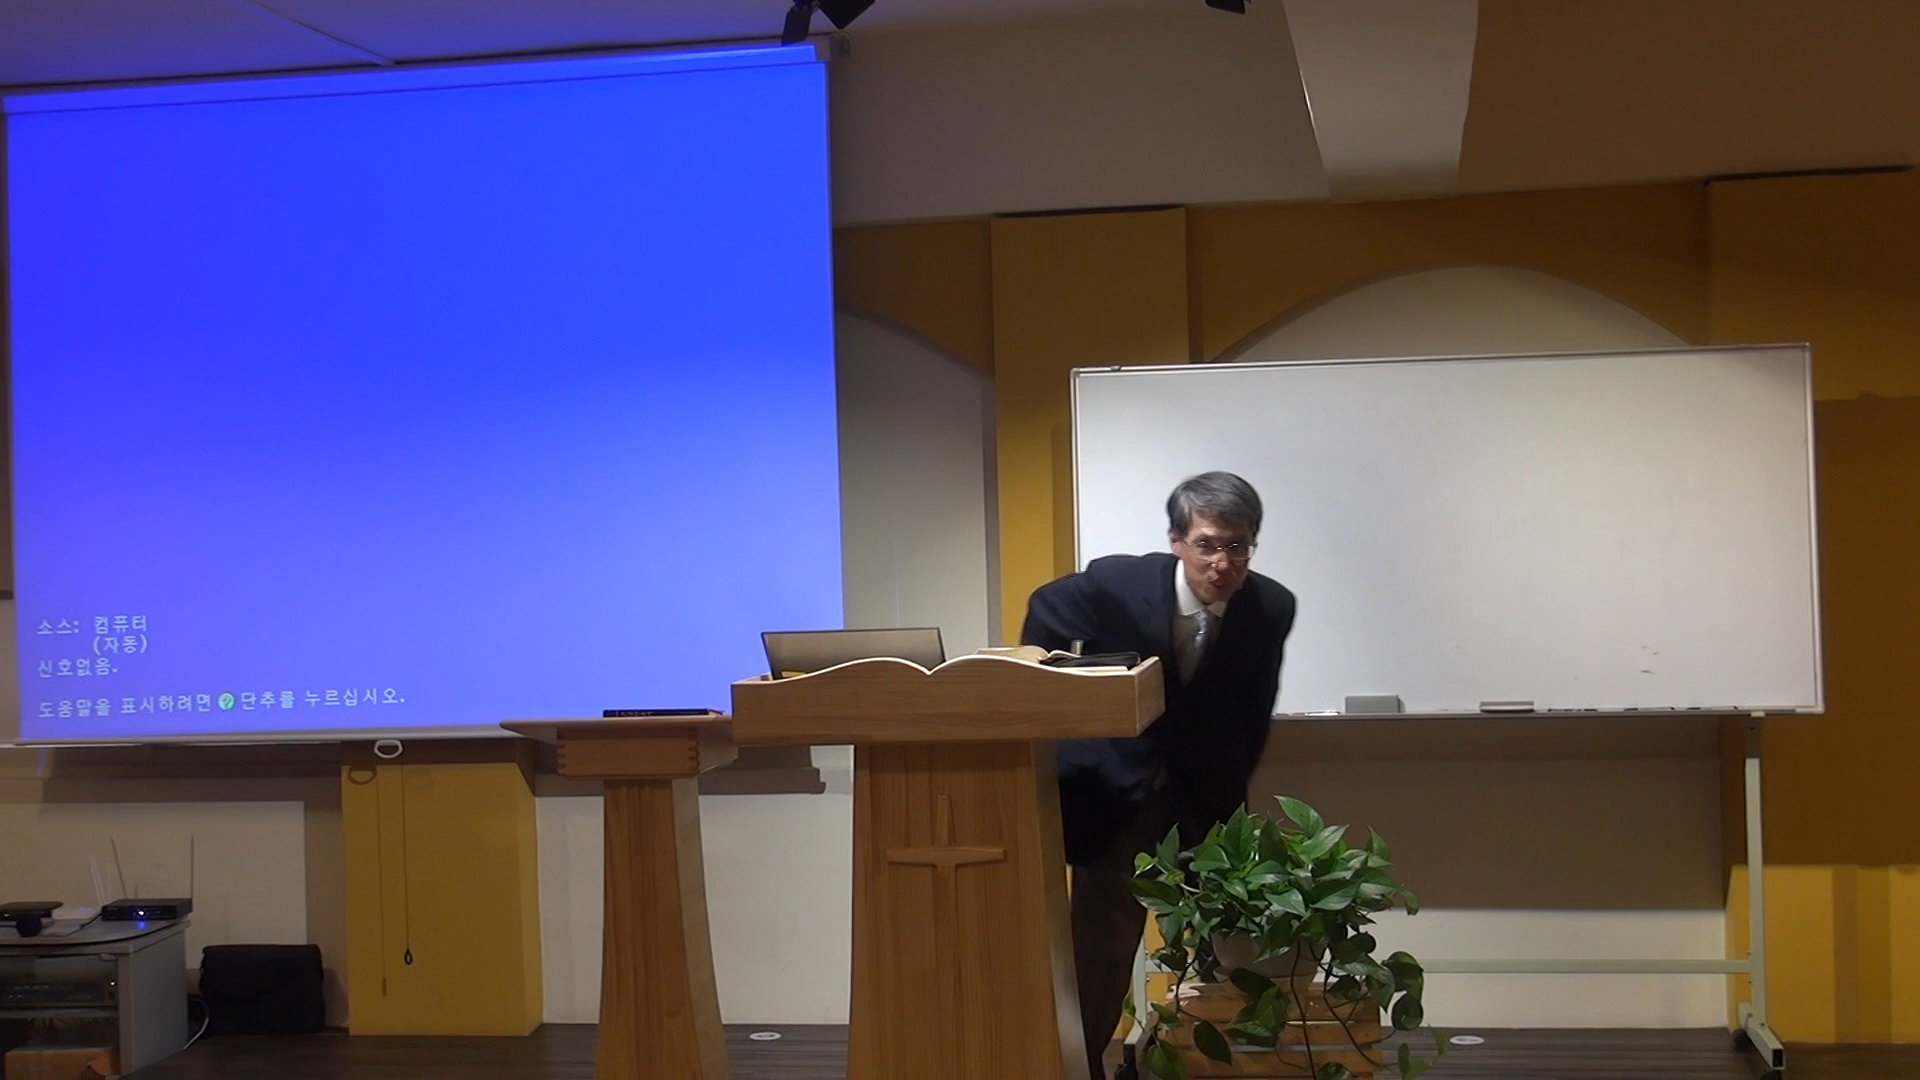 소스: 컴퓨터
(자동)
신호없음.
도움말을 표시하려면 ? 단추를 누르십시오.